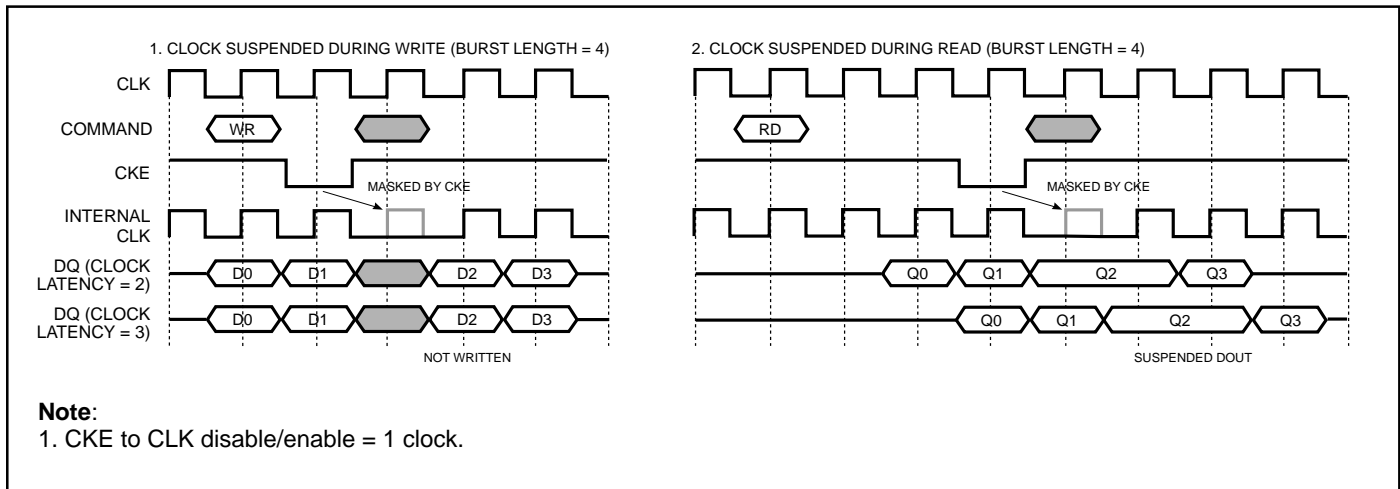 1. CLOCK SUSPENDED DURING WRITE (BURST LENGTH = 4)
CLK
COMMAND
WR
CKE
MASKED BY CKE
INTERNAL
CLK
DQ (CLOCK
LATENCY = 2)
D0 D1 D2 D3
DQ (CLOCK
LATENCY = 3)
D0 D1 D2 D3
NOT WRITTEN
2. CLOCK SUSPENDED DURING READ (BURST LENGTH = 4)
RD
MASKED BY CKE
Q0 Q1 Q2 Q3
Q0 Q1 Q2 Q3
SUSPENDED DOUT
Note:
1. CKE to CLK disable/enable = 1 clock.